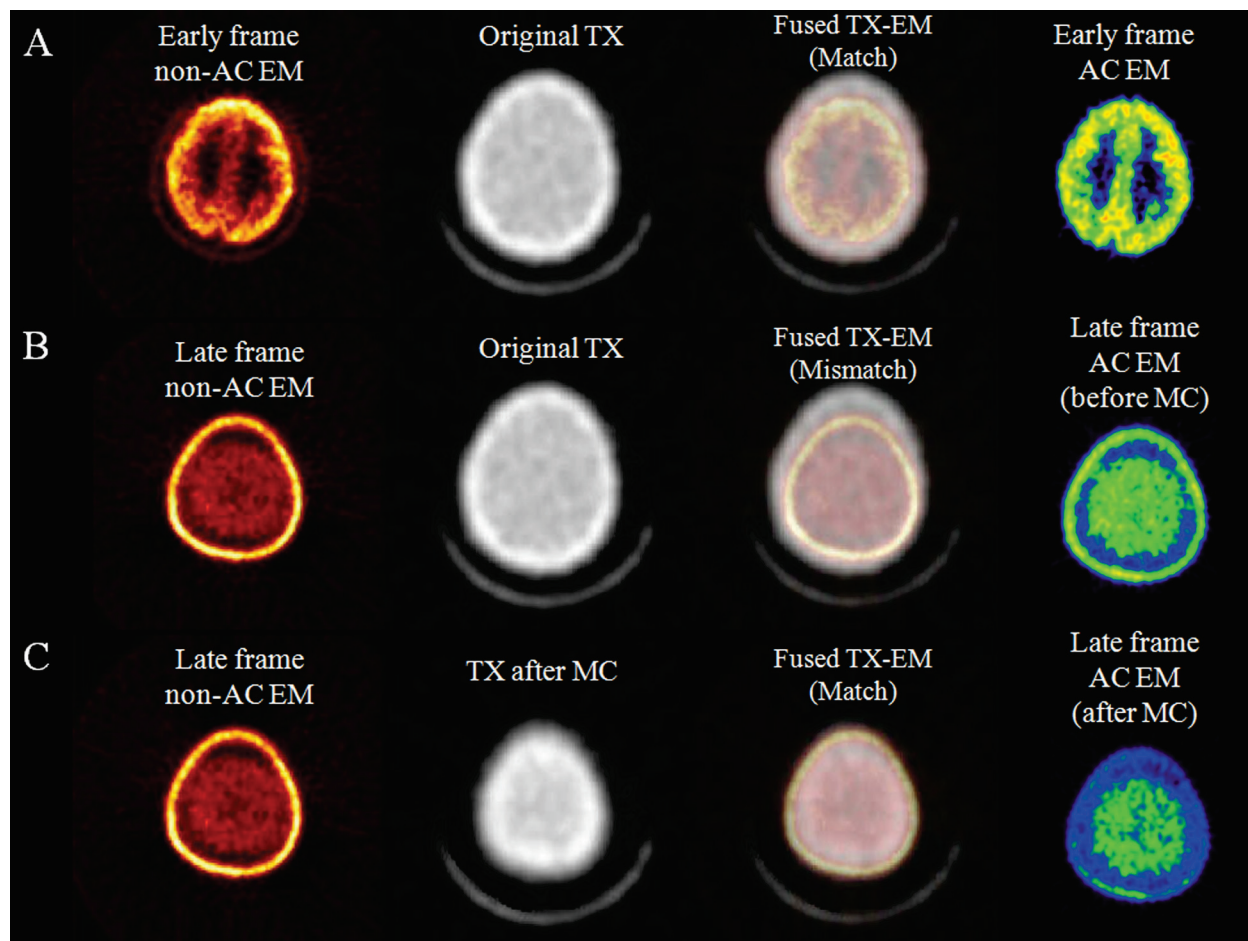 A
Early frame
non-AC EM
Original TX
Fused TX-EM
(Match)
Early frame
AC EM
B
Late frame
non-AC EM
Original TX
Fused TX-EM
(Mismatch)
Late frame
AC EM
(before MC)
C
Late frame
non-AC EM
TX after MC
Fused TX-EM
(Match)
Late frame
AC EM
(after MC)